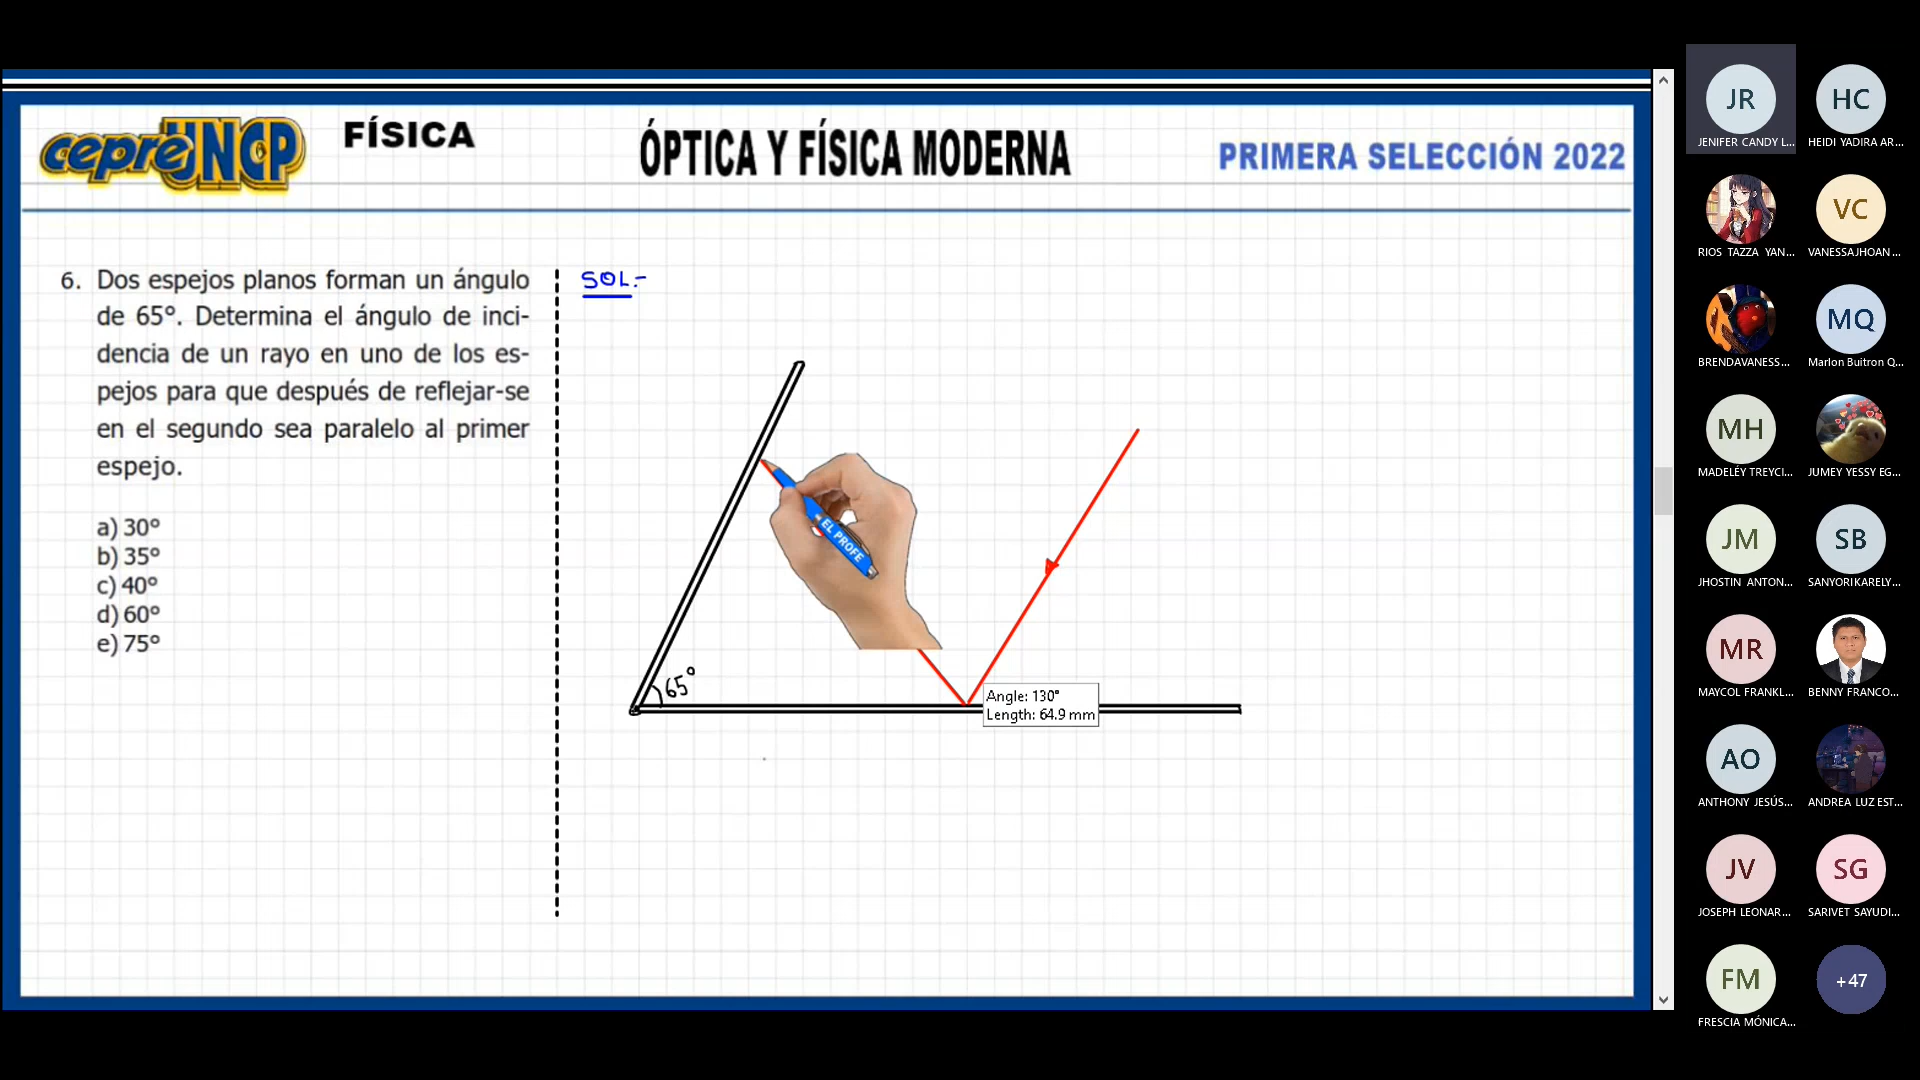 cepreUNCP
FÍSICA
ÓPTICA Y FÍSICA MODERNA
PRIMERA SELECCIÓN 2022
6. Dos espejos planos forman un ángulo
de 65°. Determina el ángulo de inci-
dencia de un rayo en uno de los es-
pejos para que después de reflejar-se
en el segundo sea paralelo al primer
espejo.
a) 30°
b) 35°
c) 40°
d) 60°
e) 75°
SOL.-
65°
EL PROFE
Angle: 130°
Length: 64.9 mm
JR
JENIFER CANDY L...
HC
HEIDI YADIRA AR...
RIOS TAZZA YAN...
VC
VANESSAJHOAN...
BRENDAVANESS...
MQ
Marlon Buitron Q...
MH
MADELÉY TREYCI...
JUMEY YESSY EG...
JM
JHOSTIN ANTON...
SB
SANYORIKARELY...
MR
MAYCOL FRANKL...
BENNY FRANCO...
AO
ANTHONY JESÚS...
ANDREA LUZ EST...
JV
JOSEPH LEONAR...
SG
SARIVET SAYUDI...
FM
FRESCIA MÓNICA...
+47